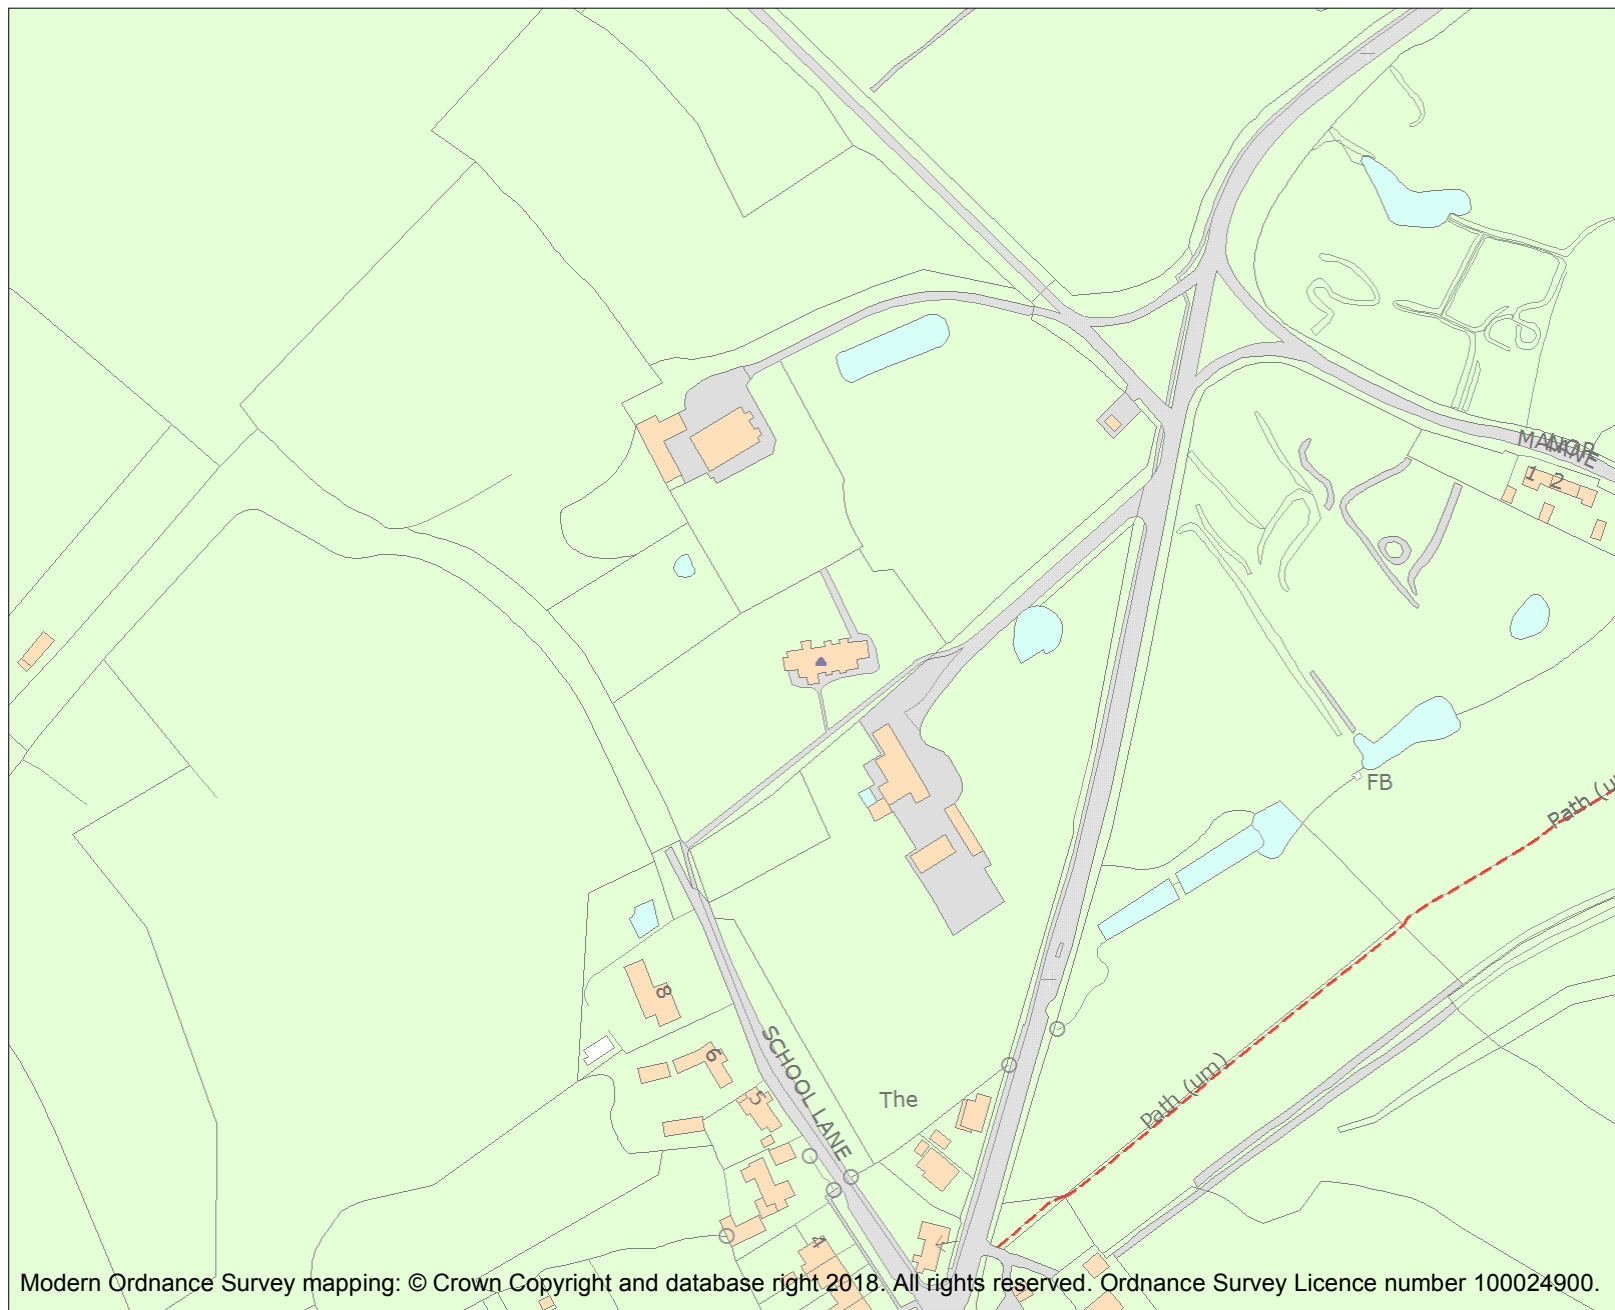 MANOR
LANE
1 2
FB
Path (u
8
SCHOOL LANE
6
5
The
Path (um)
4
Modern Ordnance Survey mapping: © Crown Copyright and database right 2018. All rights reserved. Ordnance Survey Licence number 100024900.